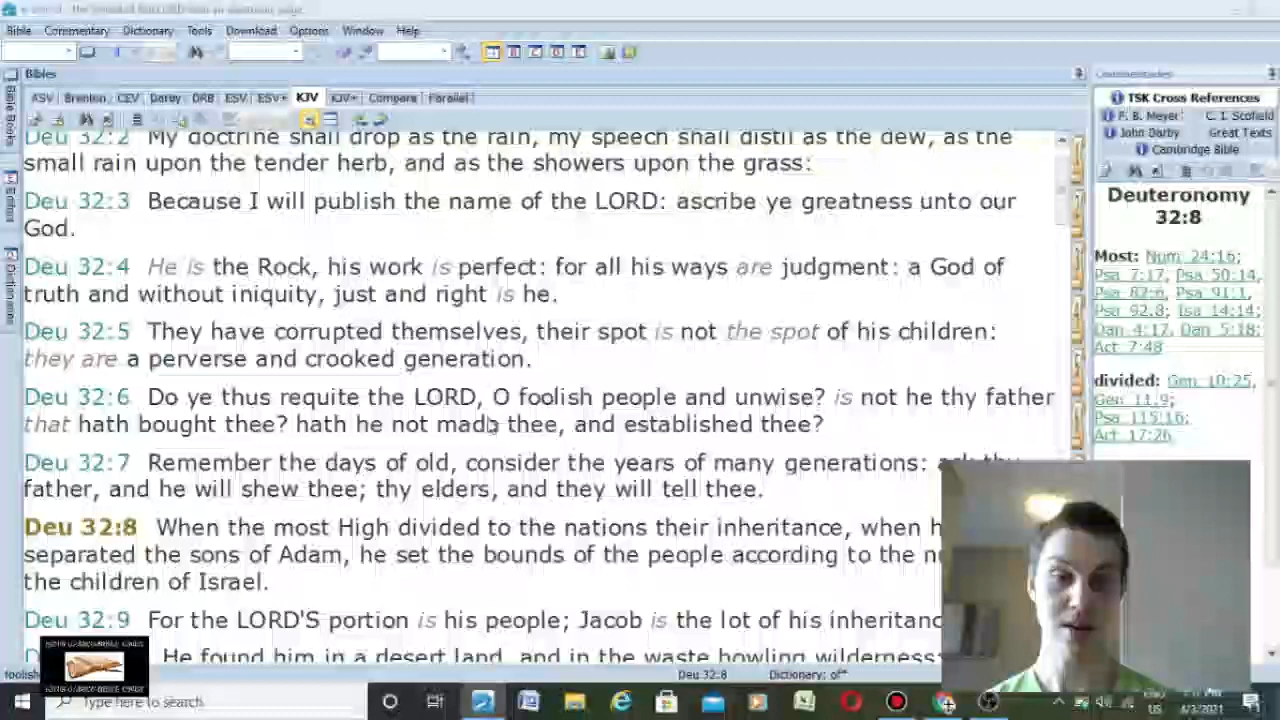 Bible Commentary Dictionary Tools Download Options Window Help
Bibles
ASV Brenton CEV Darby DRB ESV ESV+ KJV KJV+ Compare Parallel
Deu 32:2 My doctrine shall drop as the rain, my speech shall distil as the dew, as the
small rain upon the tender herb, and as the showers upon the grass:
Deu 32:3 Because I will publish the name of the LORD: ascribe ye greatness unto our
God.
Deu 32:4 He is the Rock, his work is perfect: for all his ways are judgment: a God of
truth and without iniquity, just and right is he.
Deu 32:5 They have corrupted themselves, their spot is not the spot of his children:
they are a perverse and crooked generation.
Deu 32:6 Do ye thus requite the LORD, O foolish people and unwise? is not he thy father
that hath bought thee? hath he not made thee, and established thee?
Deu 32:7 Remember the days of old, consider the years of many generations: ask thy
father, and he will shew thee; thy elders, and they will tell thee.
Deu 32:8 When the most High divided to the nations their inheritance, when h
separated the sons of Adam, he set the bounds of the people according to the n
the children of Israel.
Deu 32:9 For the LORD'S portion is his people; Jacob is the lot of his inheritanc
He found him in a desert land, and in the waste howling wilderness:
Bible Books
Editor
Dictionaries
Commentaries
TSK Cross References
F. B. Meyer C. I. Scofield
John Darby Great Texts
Cambridge Bible
Deuteronomy
32:8
Most: Num 24:16;
Psa 7:17, Psa 50:14,
Psa 82:6, Psa 91:1,
Psa 92:8; Isa 14:14;
Dan 4:17, Dan 5:18;
Act 7:48
divided: Gen 10:25,
Gen 11:9;
Psa 115:16;
Act 17:26
foolish
Deu 32:8
Dictionary:
Type here to search
US
4/3/2021